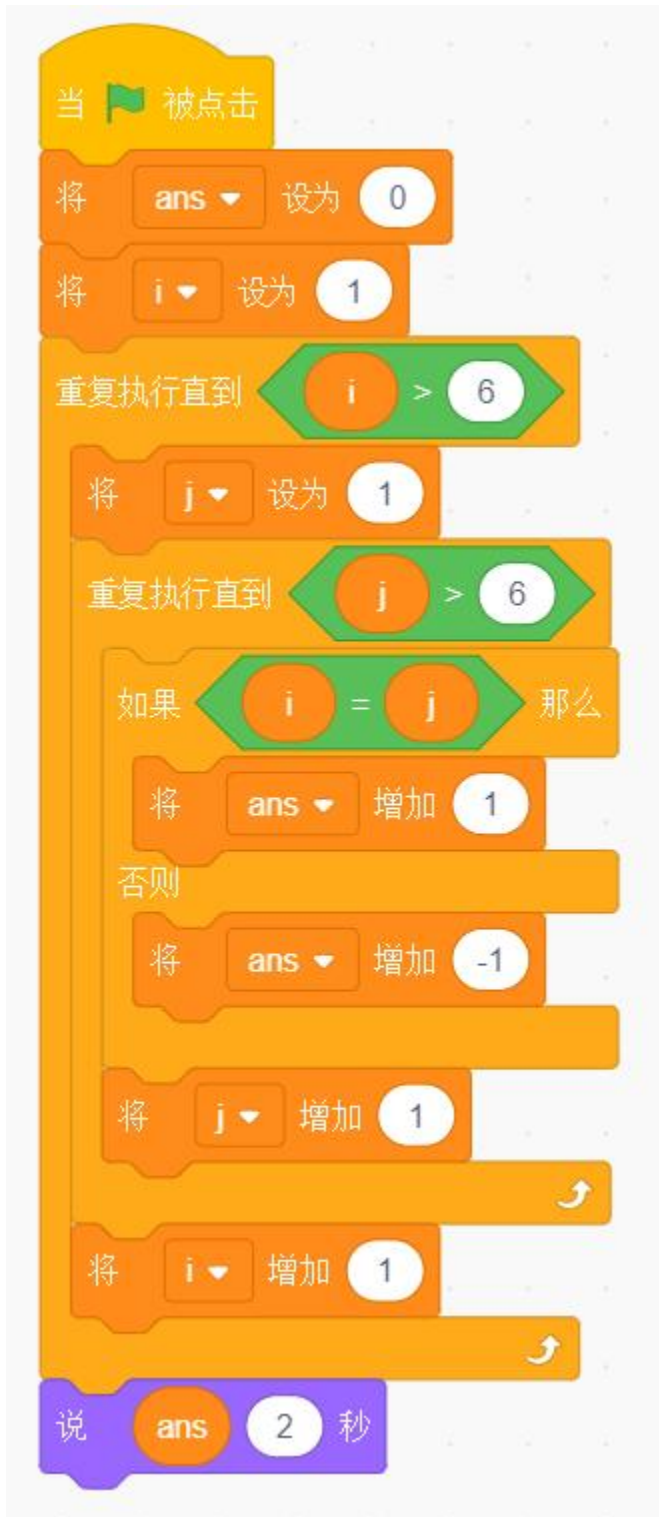 当 被点击
将 ans 设为 0
将 i 设为 1
重复执行直到 i > 6
将 j 设为 1
重复执行直到 j > 6
如果 i = j 那么
将 ans 增加 1
否则
将 ans 增加 -1
将 j 增加 1
将 i 增加 1
说 ans 2 秒